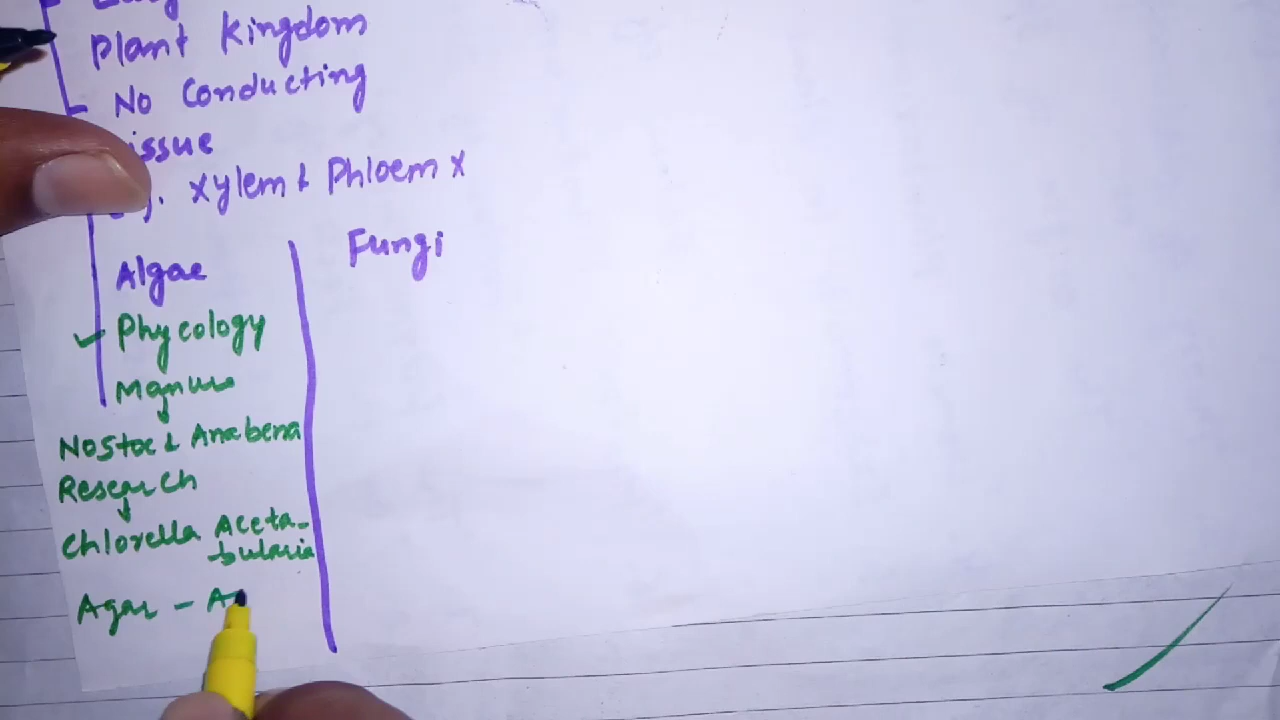 Plant Kingdom
No Conducting
issue
Xylem & Phloem x
Algae
Fungi
Phycology
Nostoc & Anabena
Research
Chlorella Aceta-
bularia
Agar - A